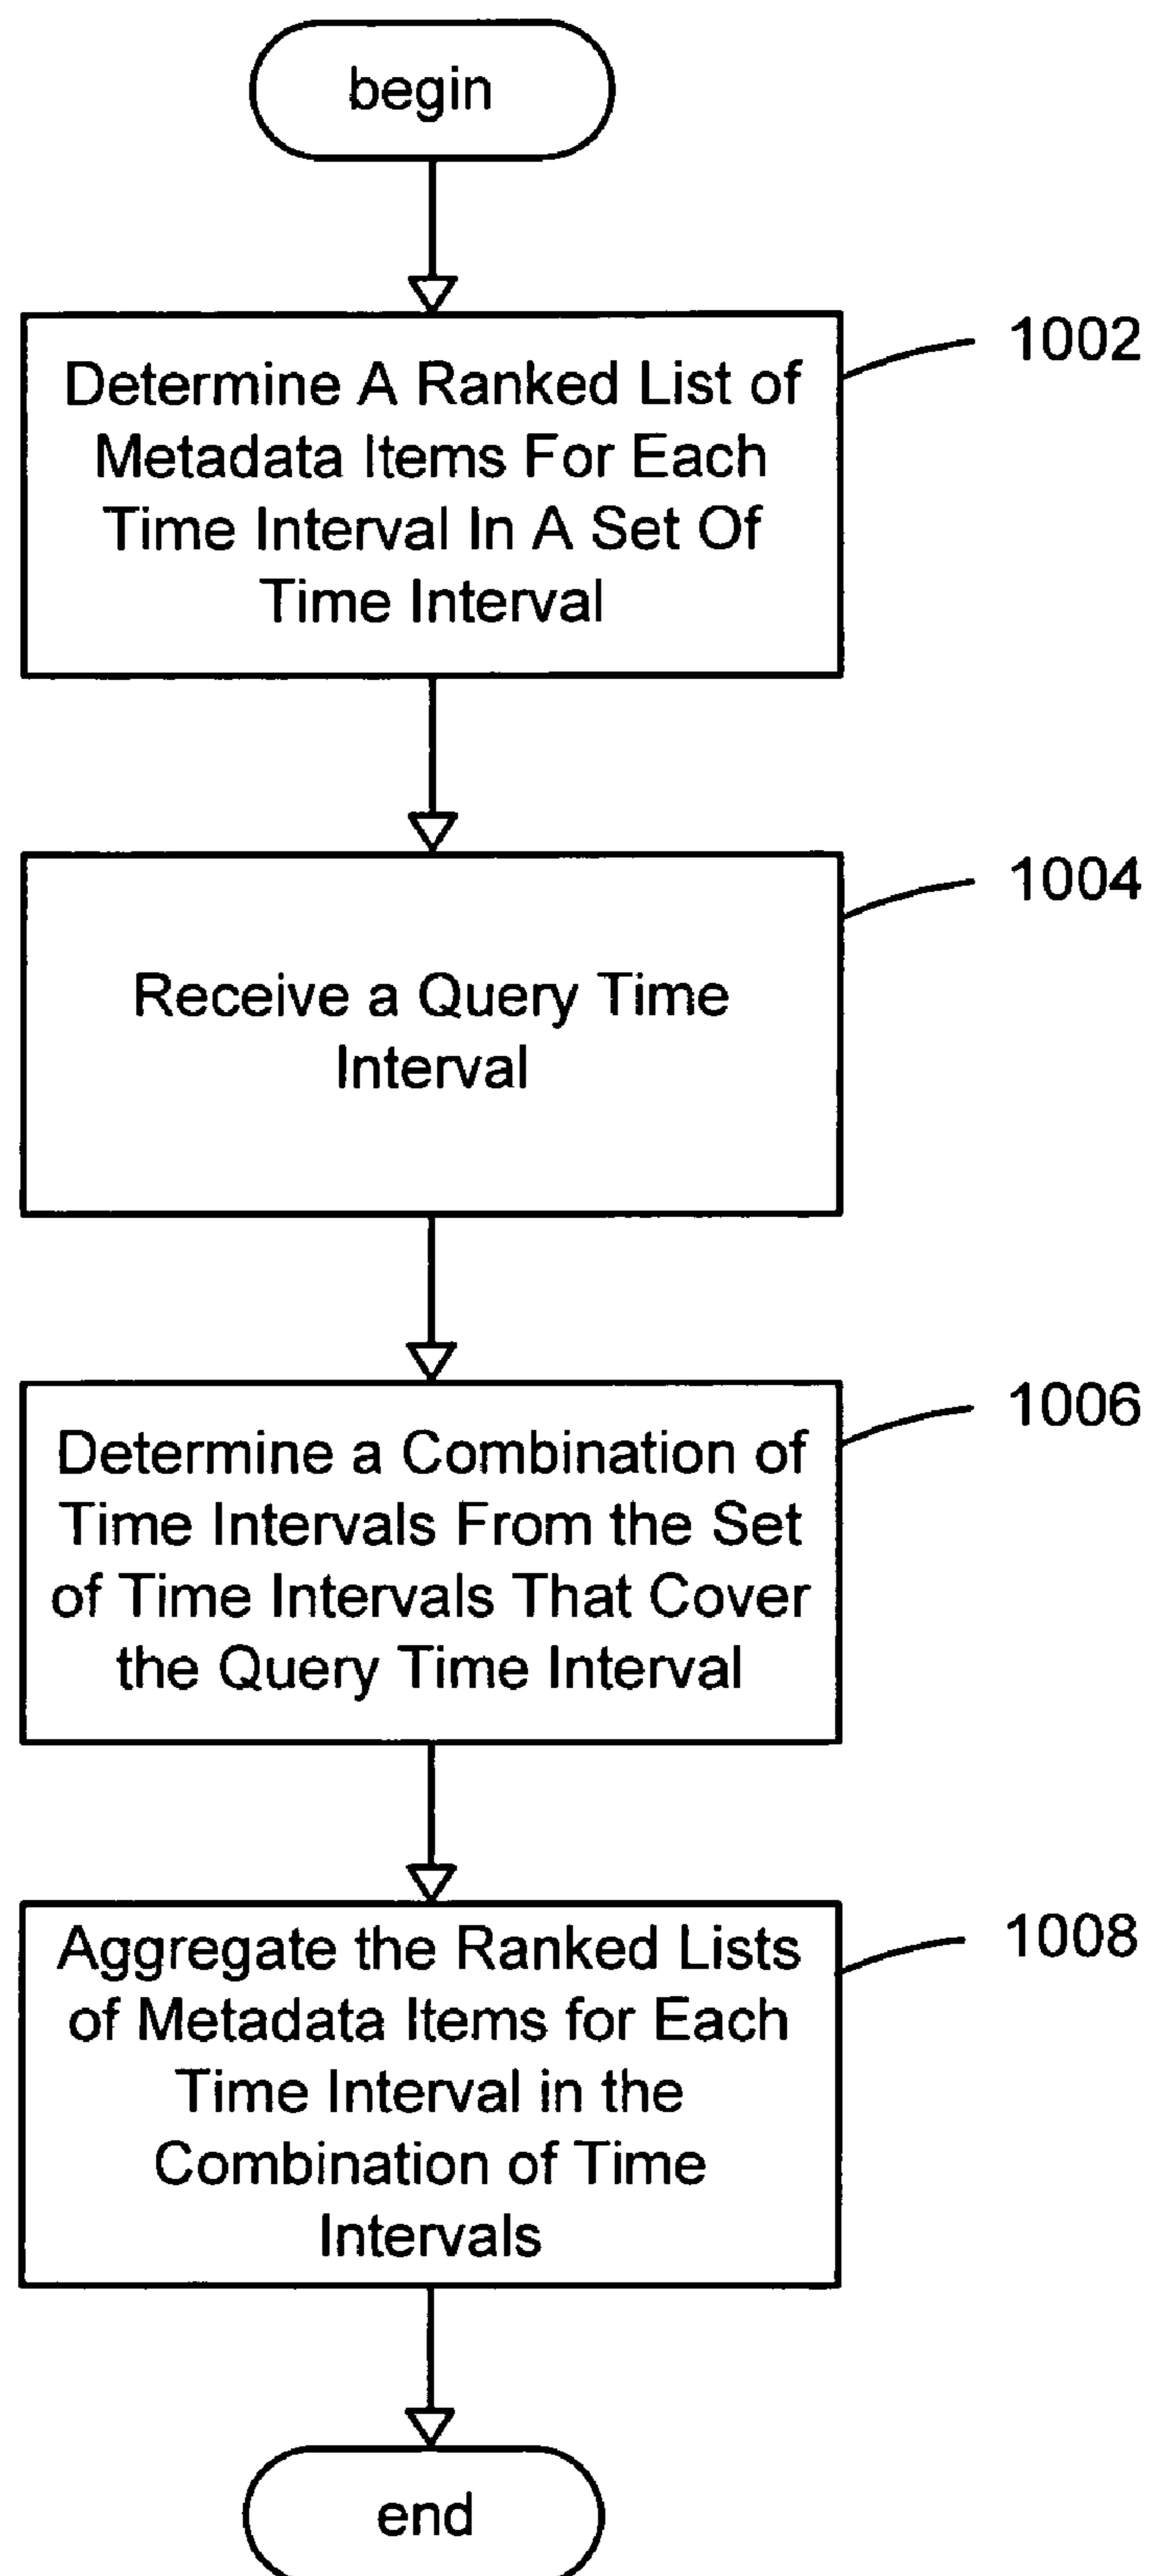 begin
1002
Determine A Ranked List of
Metadata Items For Each
Time Interval In A Set Of
Time Interval
1004
Receive a Query Time
Interval
1006
Determine a Combination of
Time Intervals From the Set
of Time Intervals That Cover
the Query Time Interval
1008
Aggregate the Ranked Lists
of Metadata Items for Each
Time Interval in the
Combination of Time
Intervals
end